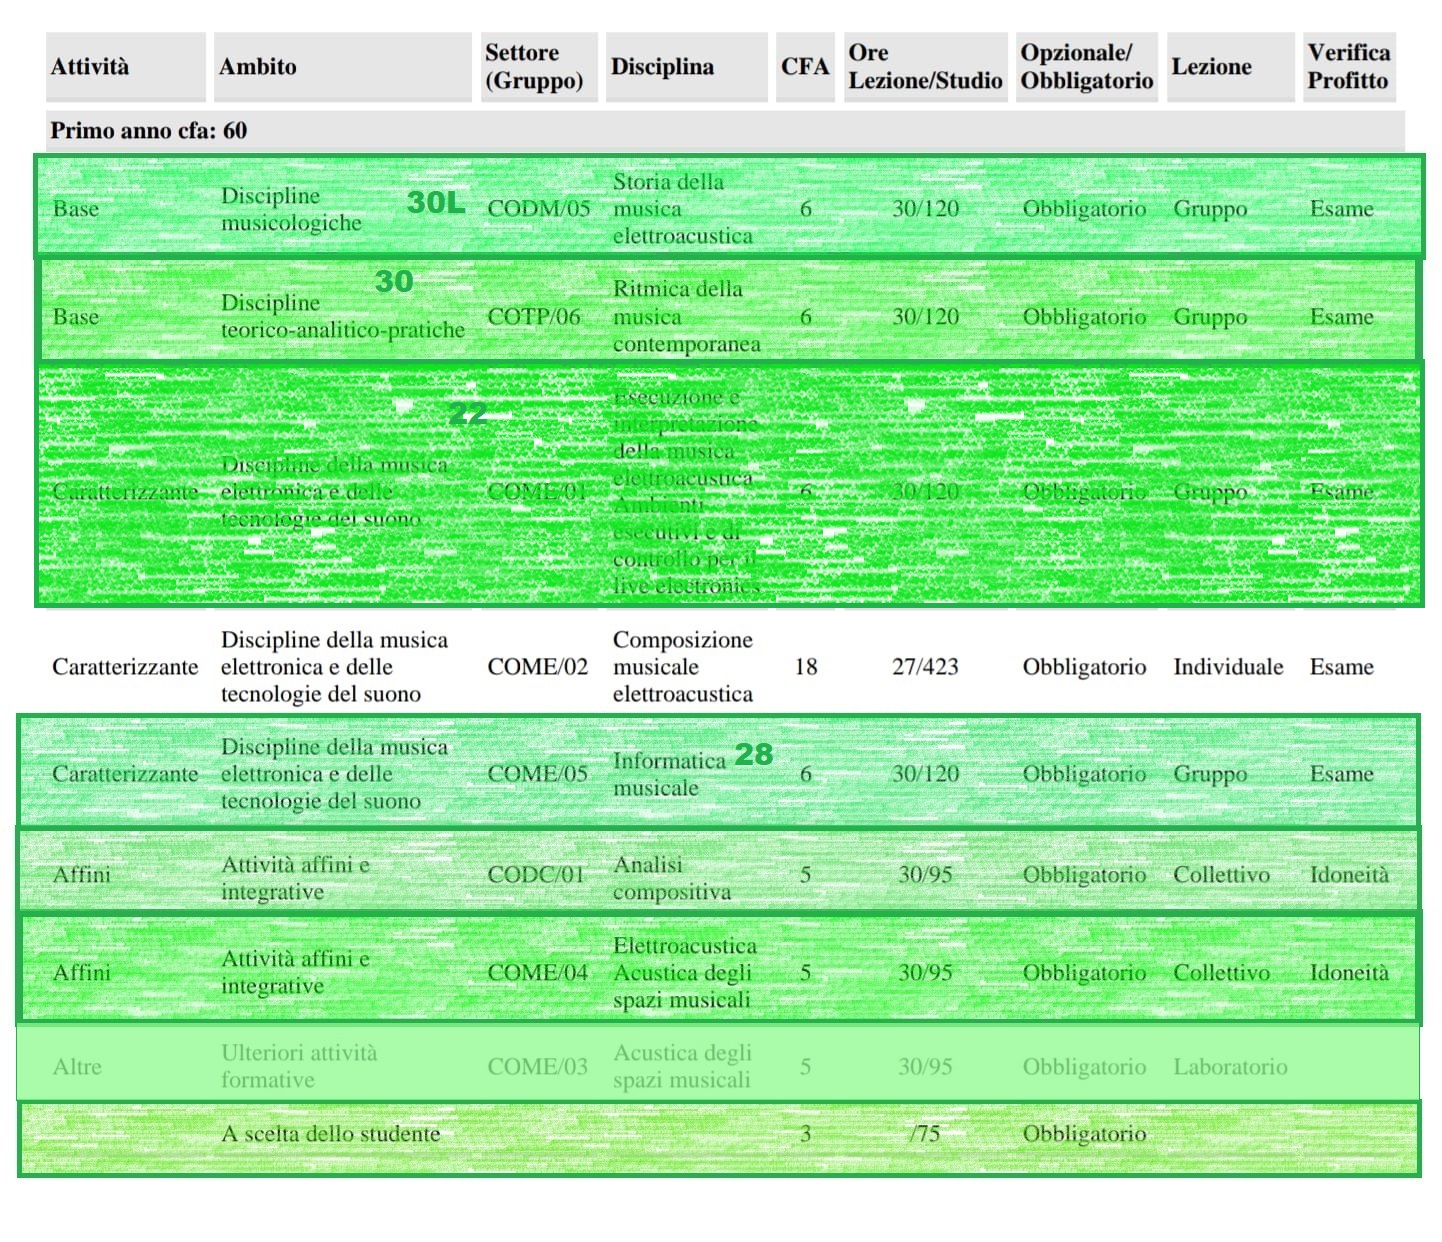 Attività Ambito Settore (Gruppo) Disciplina CFA Ore Lezione/Studio Opzionale/ Obbligatorio Lezione Verifica Profitto
Primo anno cfa: 60
Base Discipline musicologiche 30L CODM/05 Storia della musica elettroacustica 6 30/120 Obbligatorio Gruppo Esame
Base Discipline teorico-analitico-pratiche 30 COTP/06 Ritmica della musica contemporanea 6 30/120 Obbligatorio Gruppo Esame
Caratterizzante Discipline della musica elettronica e delle tecnologie del suono 22 COME/01 Esecuzione e interpretazione della musica elettroacustica Ambienti esecutivi e di controllo per il live electronics 6 30/120 Obbligatorio Gruppo Esame
Caratterizzante Discipline della musica elettronica e delle tecnologie del suono COME/02 Composizione musicale elettroacustica 18 27/423 Obbligatorio Individuale Esame
Caratterizzante Discipline della musica elettronica e delle tecnologie del suono COME/05 Informatica musicale 28 6 30/120 Obbligatorio Gruppo Esame
Affini Attività affini e integrative CODC/01 Analisi compositiva 5 30/95 Obbligatorio Collettivo Idoneità
Affini Attività affini e integrative COME/04 Elettroacustica Acustica degli spazi musicali 5 30/95 Obbligatorio Collettivo Idoneità
Altre Ulteriori attività formative COME/03 Acustica degli spazi musicali 5 30/95 Obbligatorio Laboratorio
A scelta dello studente 3 /75 Obbligatorio